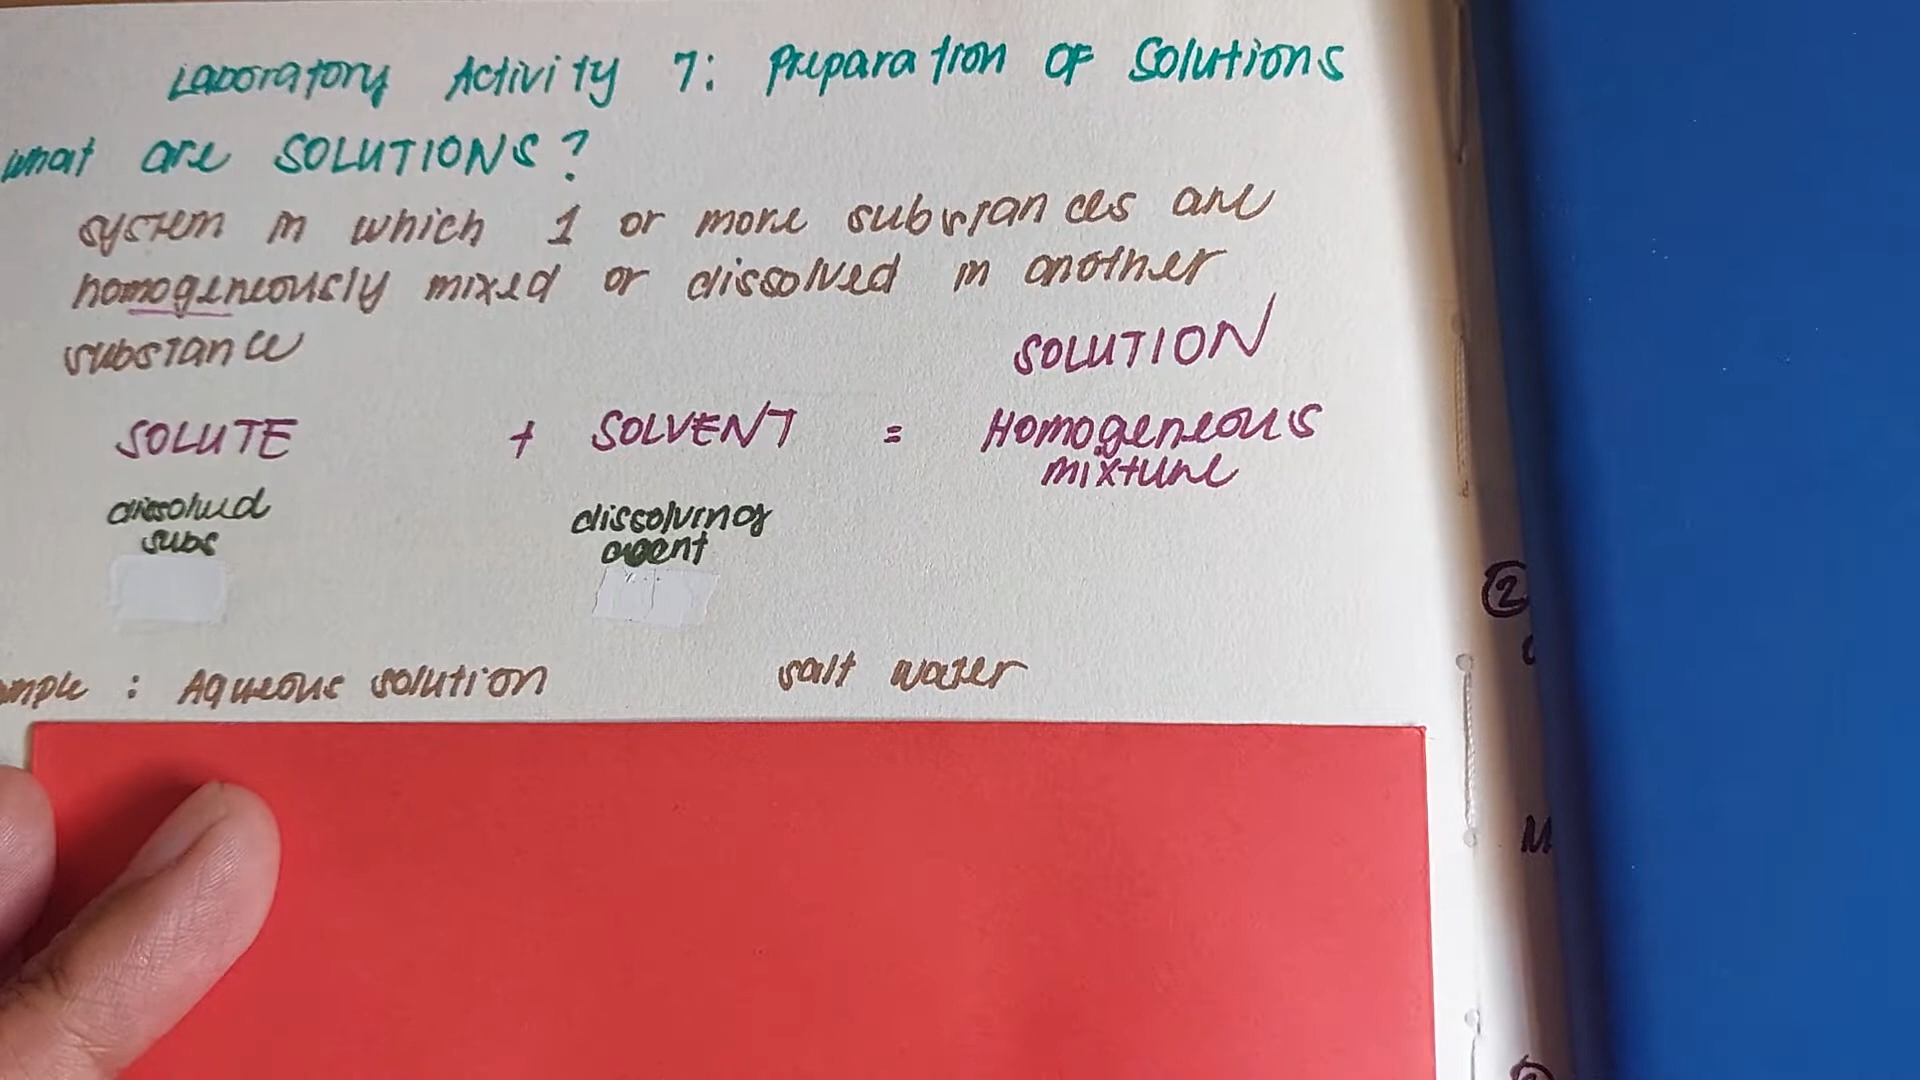 Laboratory Activity 7: Preparation OF Solutions
What are SOLUTIONS?
system in which 1 or more substances are
homogeneously mixed or dissolved in another
substance
SOLUTION
SOLUTE + SOLVENT = Homogeneous
mixture
dissolved dissolving
subs agent
: Aqueous solution salt water
2
M